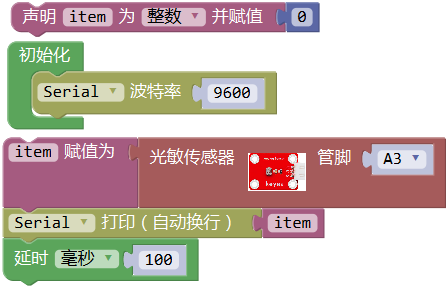 声明 item 为 整数 并赋值 0
初始化
Serial 波特率 9600
item 赋值为 光敏传感器 管脚 A3
keyes
Serial 打印（自动换行） item
延时 毫秒 100